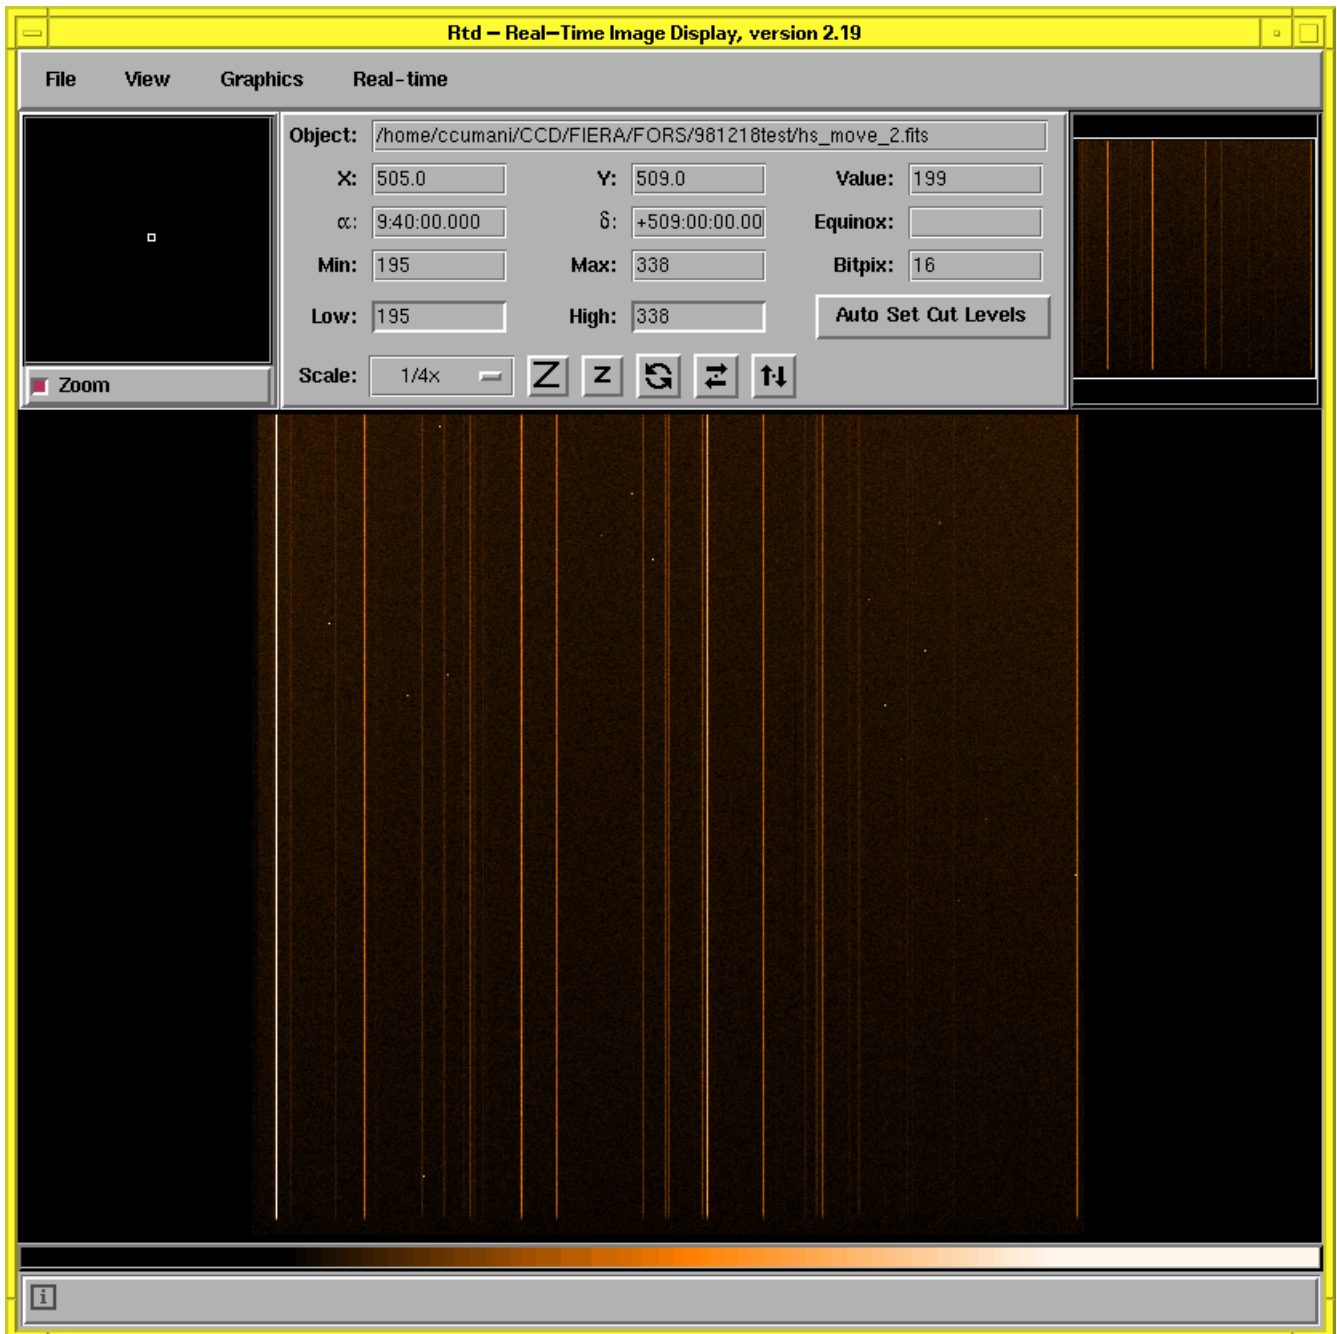 Rtd – Real–Time Image Display, version 2.19
File View Graphics Real-time
Object: /home/ccumani/CCD/FIERA/FORS/981218test/hs_move_2.fits
X: 505.0 Y: 509.0 Value: 199
α: 9:40:00.000 δ: +509:00:00.00 Equinox:
Min: 195 Max: 338 Bitpix: 16
Low: 195 High: 338 Auto Set Cut Levels
Scale: 1/4x Z z
Zoom
i